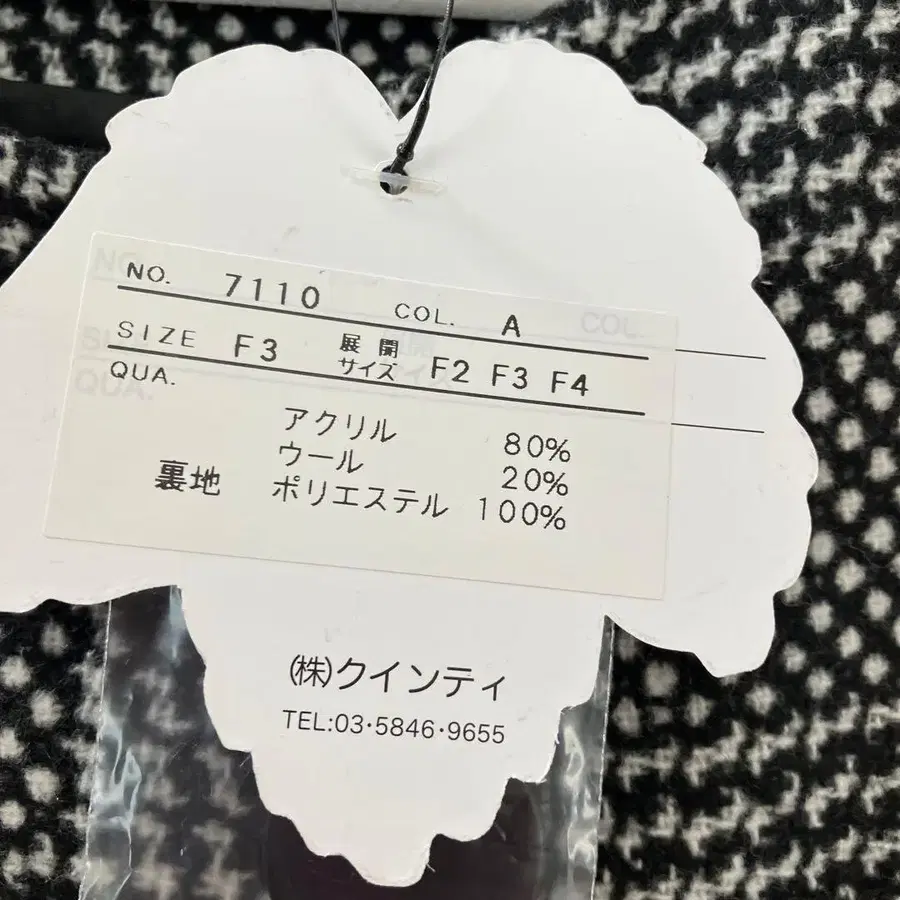 NO. 7110 COL. A
SIZE F3 展開サイズ F2 F3 F4
QUA.
アクリル 80%
ウール 20%
裏地 ポリエステル 100%
㈱クインティ
TEL:03･5846･9655